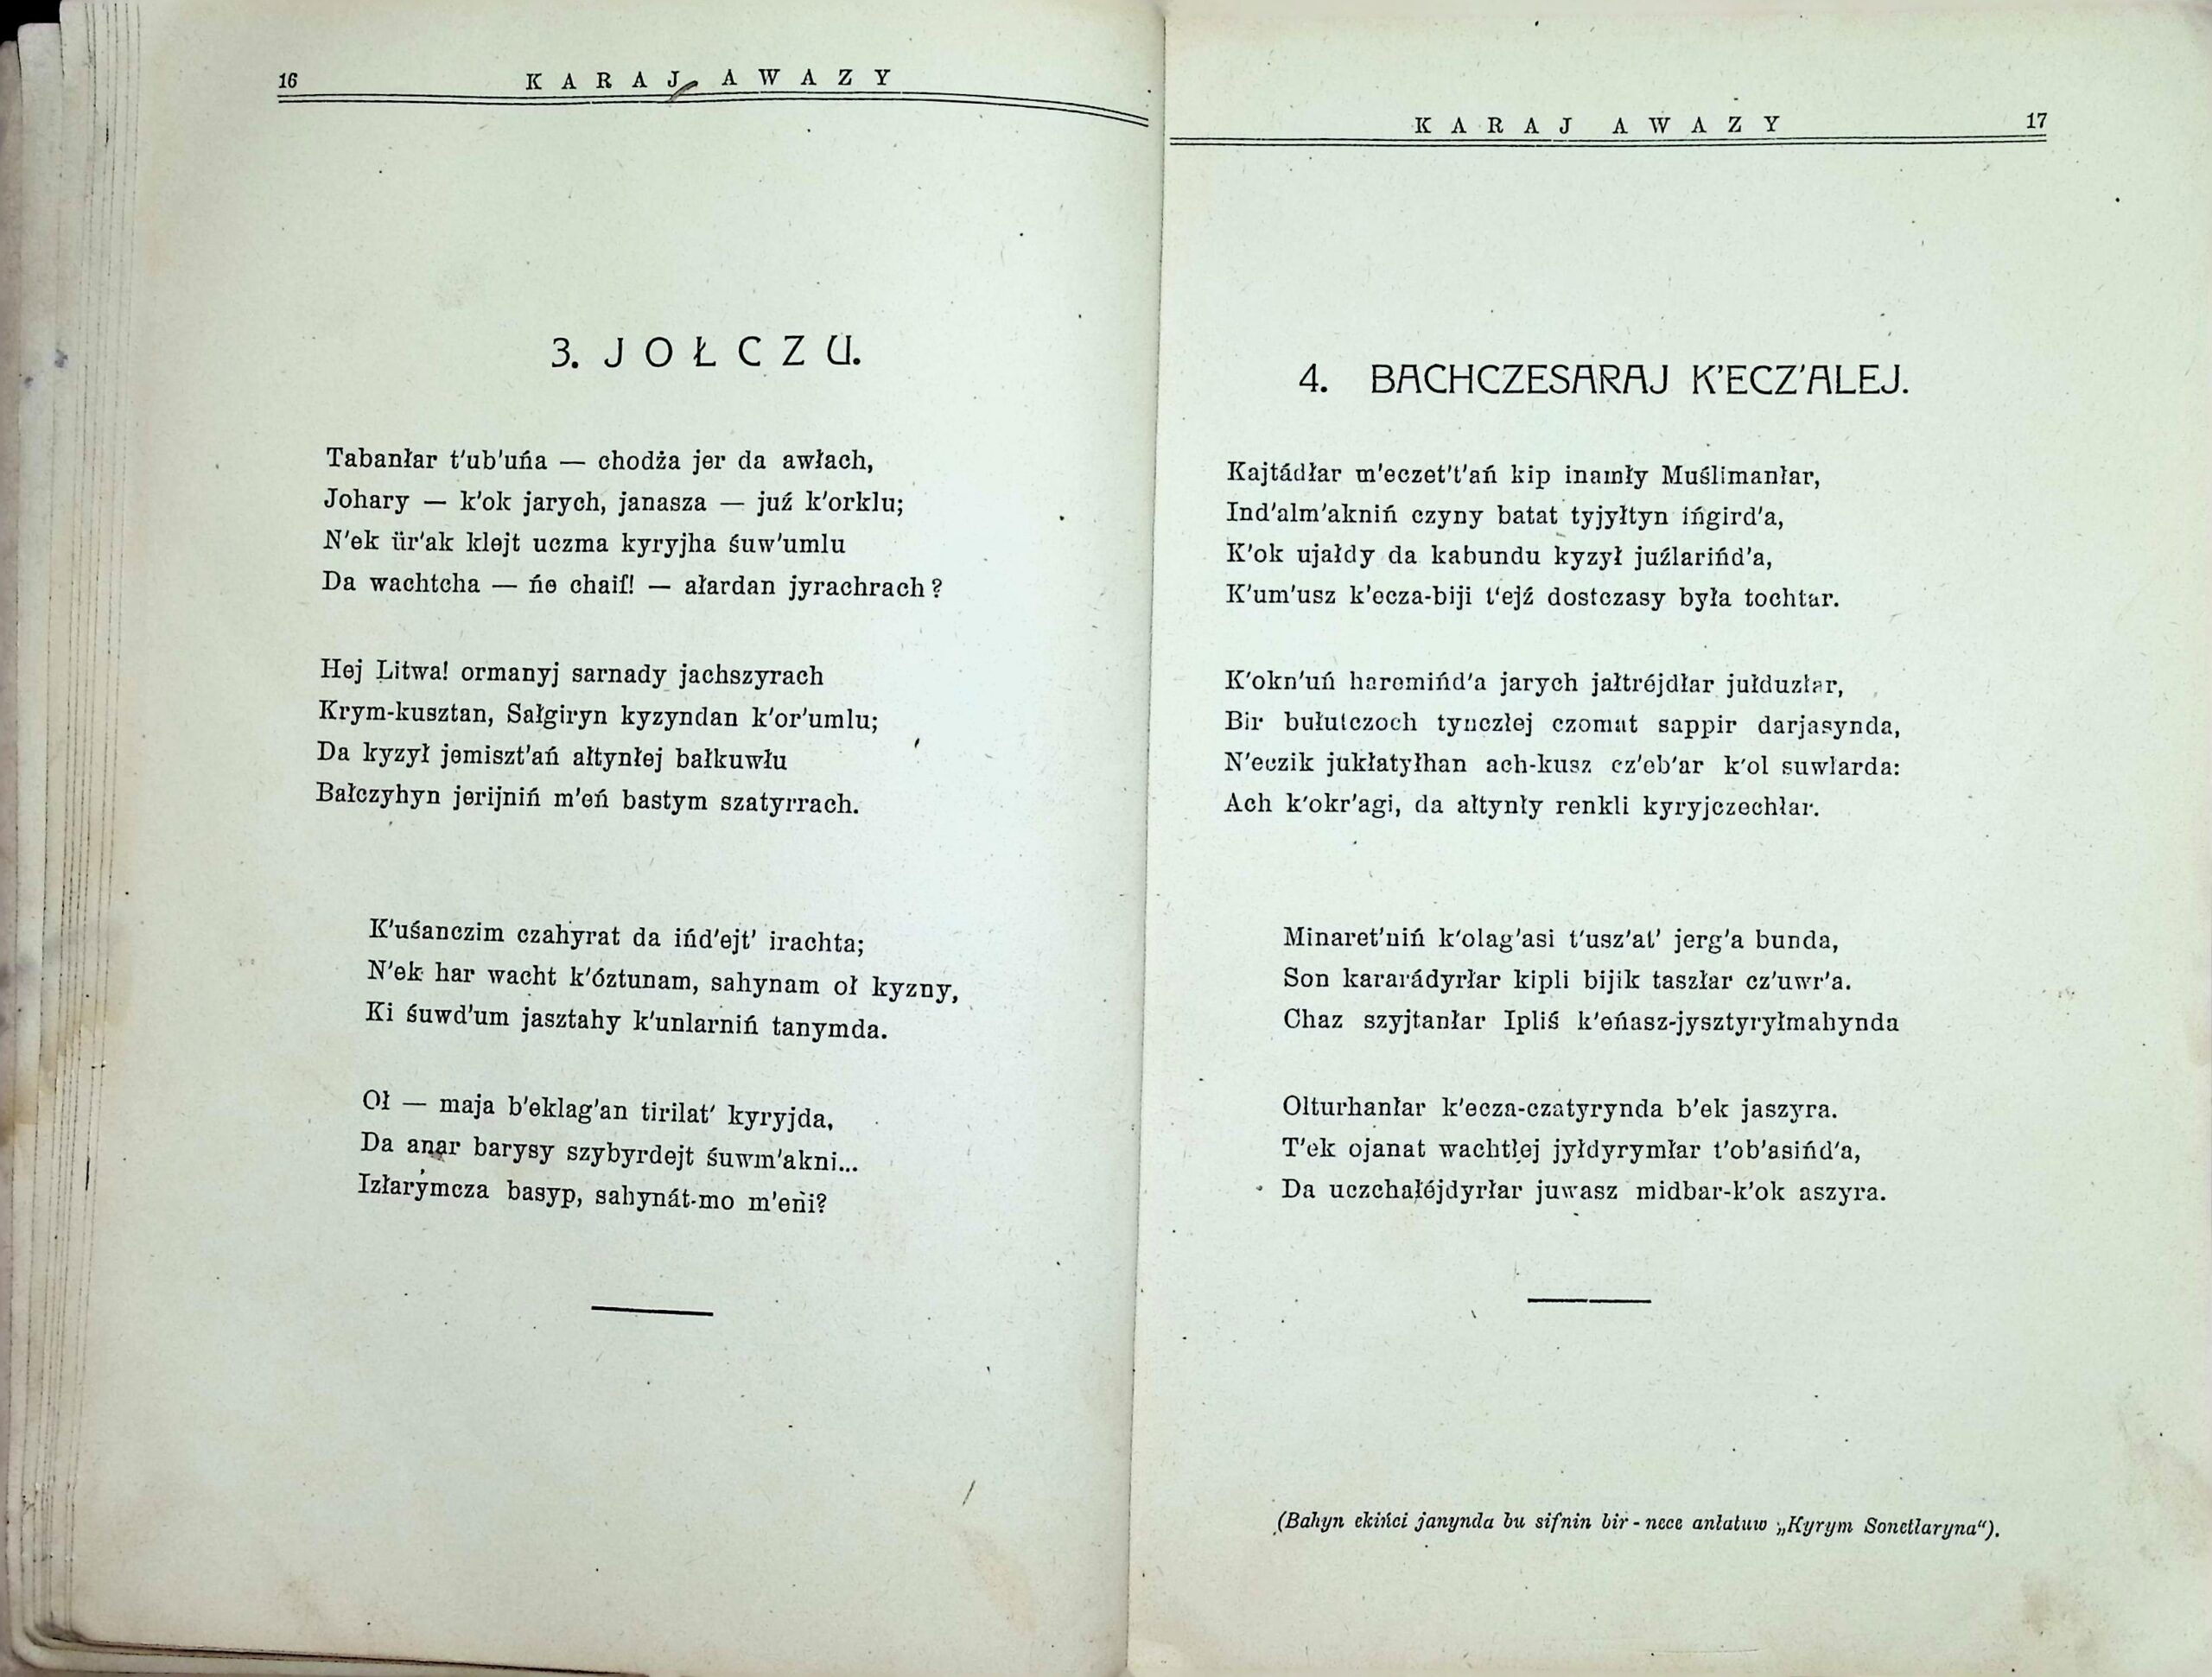 16 KARAJ AWAZY
3. JOŁCZU.
Tabanłar t'ub'uńa — chodża jer da awłach,
Johary — k'ok jarych, janasza — juź k'orklu;
N'ek ür'ak klejt uczma kyryjha śuw'umlu
Da wachtcha — ńe chaif! — ałardan jyrachrach?
Hej Litwa! ormanyj sarnady jachszyrach
Krym-kusztan, Sałgiryn kyzyndan k'or'umlu;
Da kyzył jemiszt'ań ałtynłej bałkuwłu
Bałczyhyn jerijniń m'eń bastym szatyrrach.
K'uśanczim czahyrat da ińd'ejt' irachta;
N'ek har wacht k'óztunam, sahynam oł kyzny,
Ki śuwd'um jasztahy k'unlarniń tanymda.
Oł — maja b'eklag'an tirilat' kyryjda,
Da anar barysy szybyrdejt śuwm'akni...
Izłarymcza basyp, sahynát-mo m'eni?
KARAJ AWAZY 17
4. BACHCZESARAJ K'ECZ'ALEJ.
Kajtádłar m'eczet't'ań kip inamły Muślimanłar,
Ind'alm'akniń czyny batat tyjyłtyn ińgird'a,
K'ok ujałdy da kabundu kyzył juźlarińd'a,
K'um'usz k'ecza-biji t'ejź dostczasy była tochtar.
K'okn'uń haremińd'a jarych jałtréjdłar jułduzłar,
Bir bułutczoch tynczłej czomat sappir darjasynda,
N'eczik jukłatyłhan ach-kusz cz'eb'ar k'ol suwlarda:
Ach k'okr'agi, da ałtynły renkli kyryjczechłar.
Minaret'niń k'olag'asi t'usz'at' jerg'a bunda,
Son kararádyrłar kipli bijik taszłar cz'uwr'a.
Chaz szyjtanłar Ipliś k'eńasz-jysztyryłmahynda
Olturhanłar k'ecza-czatyrynda b'ek jaszyra.
T'ek ojanat wachtłej jyłdyrymłar t'ob'asińd'a,
Da uczchałéjdyrłar juwasz midbar-k'ok aszyra.
(Bahyn ekińci janynda bu sifnin bir-nece anłatuw „Kyrym Sonetłaryna").